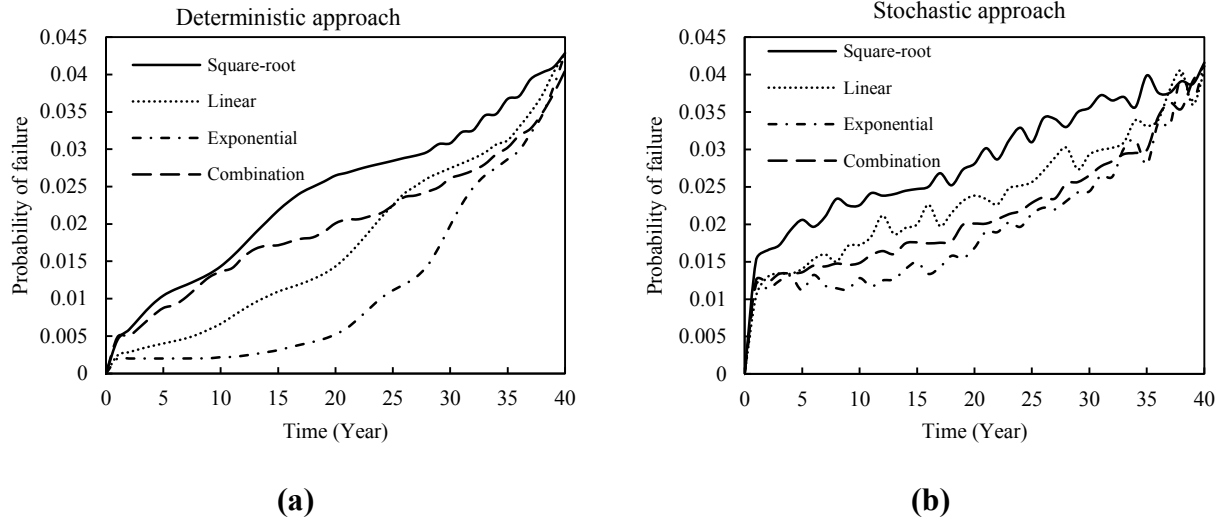 Deterministic approach
0.045
0.04
0.035
0.03
0.025
0.02
0.015
0.01
0.005
0
Probability of failure
Square-root
Linear
Exponential
Combination
0 5 10 15 20 25 30 35 40
Time (Year)
(a)
Stochastic approach
0.045
0.04
0.035
0.03
0.025
0.02
0.015
0.01
0.005
0
Probability of failure
Square-root
Linear
Exponential
Combination
0 5 10 15 20 25 30 35 40
Time (Year)
(b)